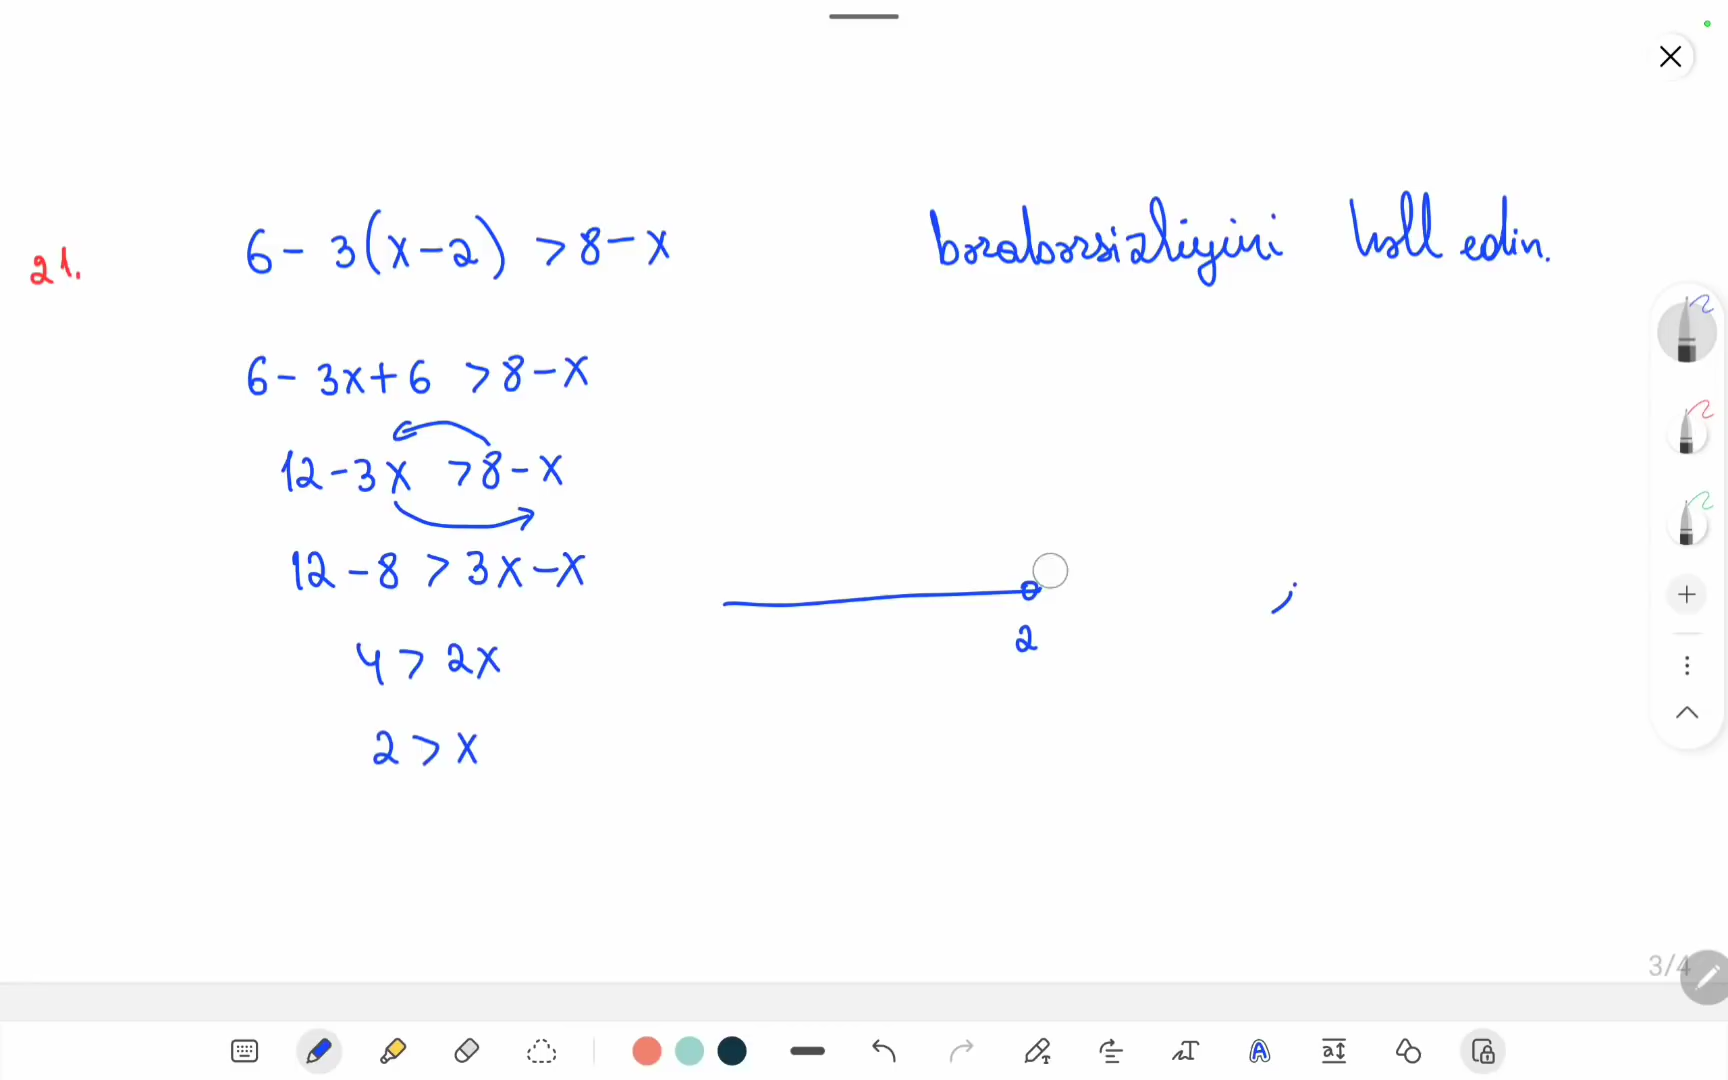 21. 6 - 3(x-2) > 8 - x bərabərsizliyini həll edin.
6 - 3x + 6 > 8 - x
12 - 3x > 8 - x
12 - 8 > 3x - x
4 > 2x
2
2 > x
3/4